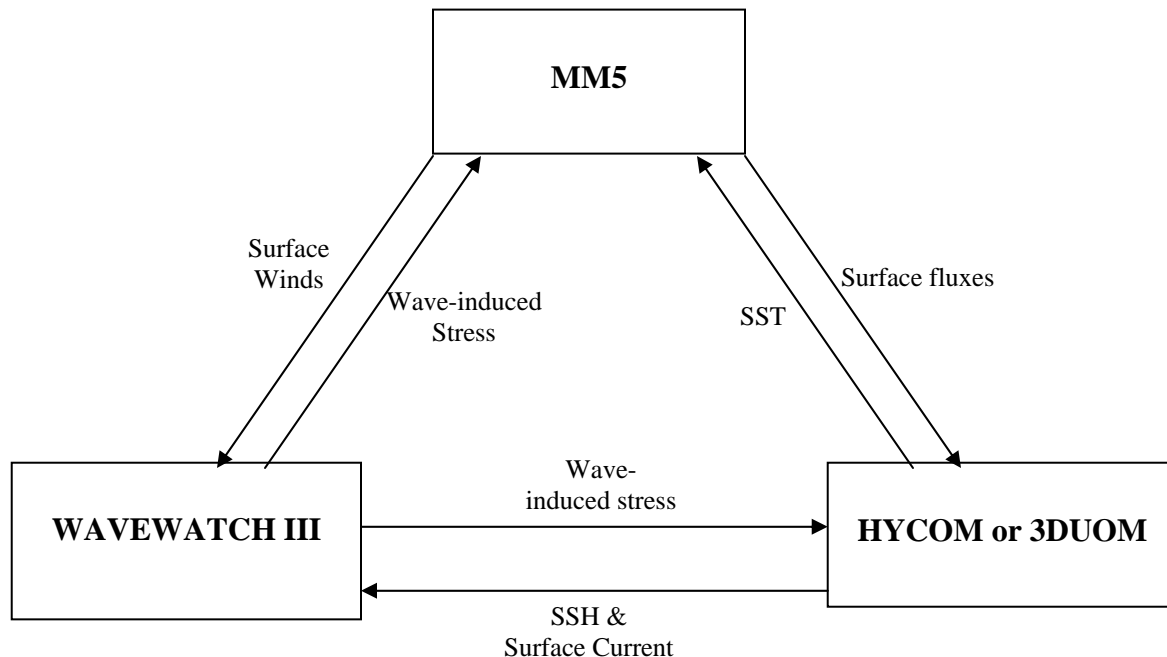 MM5
Surface
Winds
Wave-induced
Stress
SST
Surface fluxes
WAVEWATCH III
Wave-
induced stress
HYCOM or 3DUOM
SSH &
Surface Current